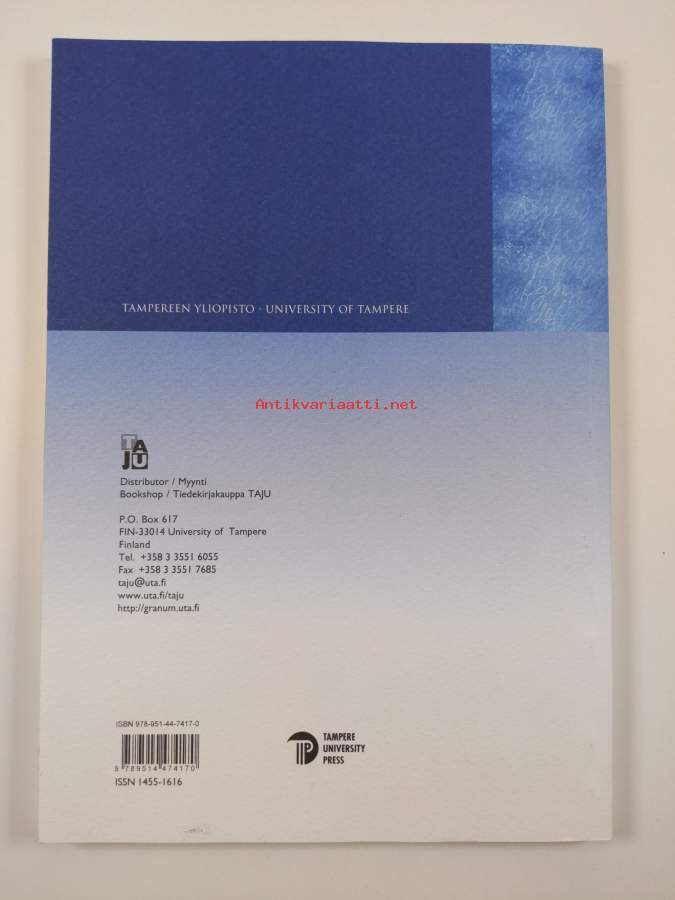 TAMPEREEN YLIOPISTO · UNIVERSITY OF TAMPERE
Antikvariaatti.net
TAJU
Distributor / Myynti
Bookshop / Tiedekirjakauppa TAJU
P.O. Box 617
FIN-33014 University of Tampere
Finland
Tel. +358 3 3551 6055
Fax +358 3 3551 7685
taju@uta.fi
www.uta.fi/taju
http://granum.uta.fi
ISBN 978-951-44-7417-0
9 789514 474170
ISSN 1455-1616
TAMPERE
UNIVERSITY
PRESS